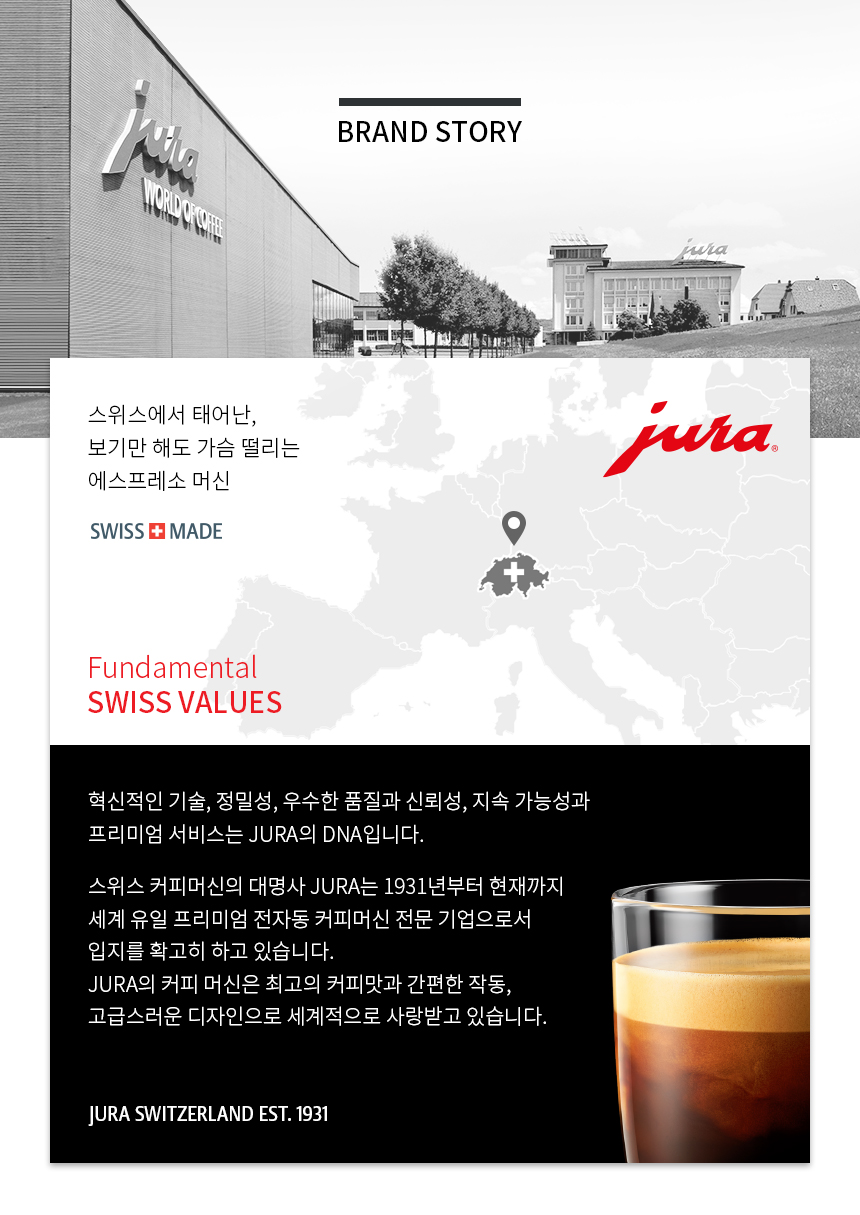 jura
WORLD OF COFFEE
BRAND STORY
jura
스위스에서 태어난,
보기만 해도 가슴 떨리는
에스프레소 머신
SWISS MADE
jura®
Fundamental
SWISS VALUES
혁신적인 기술, 정밀성, 우수한 품질과 신뢰성, 지속 가능성과
프리미엄 서비스는 JURA의 DNA입니다.
스위스 커피머신의 대명사 JURA는 1931년부터 현재까지
세계 유일 프리미엄 전자동 커피머신 전문 기업으로서
입지를 확고히 하고 있습니다.
JURA의 커피 머신은 최고의 커피맛과 간편한 작동,
고급스러운 디자인으로 세계적으로 사랑받고 있습니다.
JURA SWITZERLAND EST. 1931